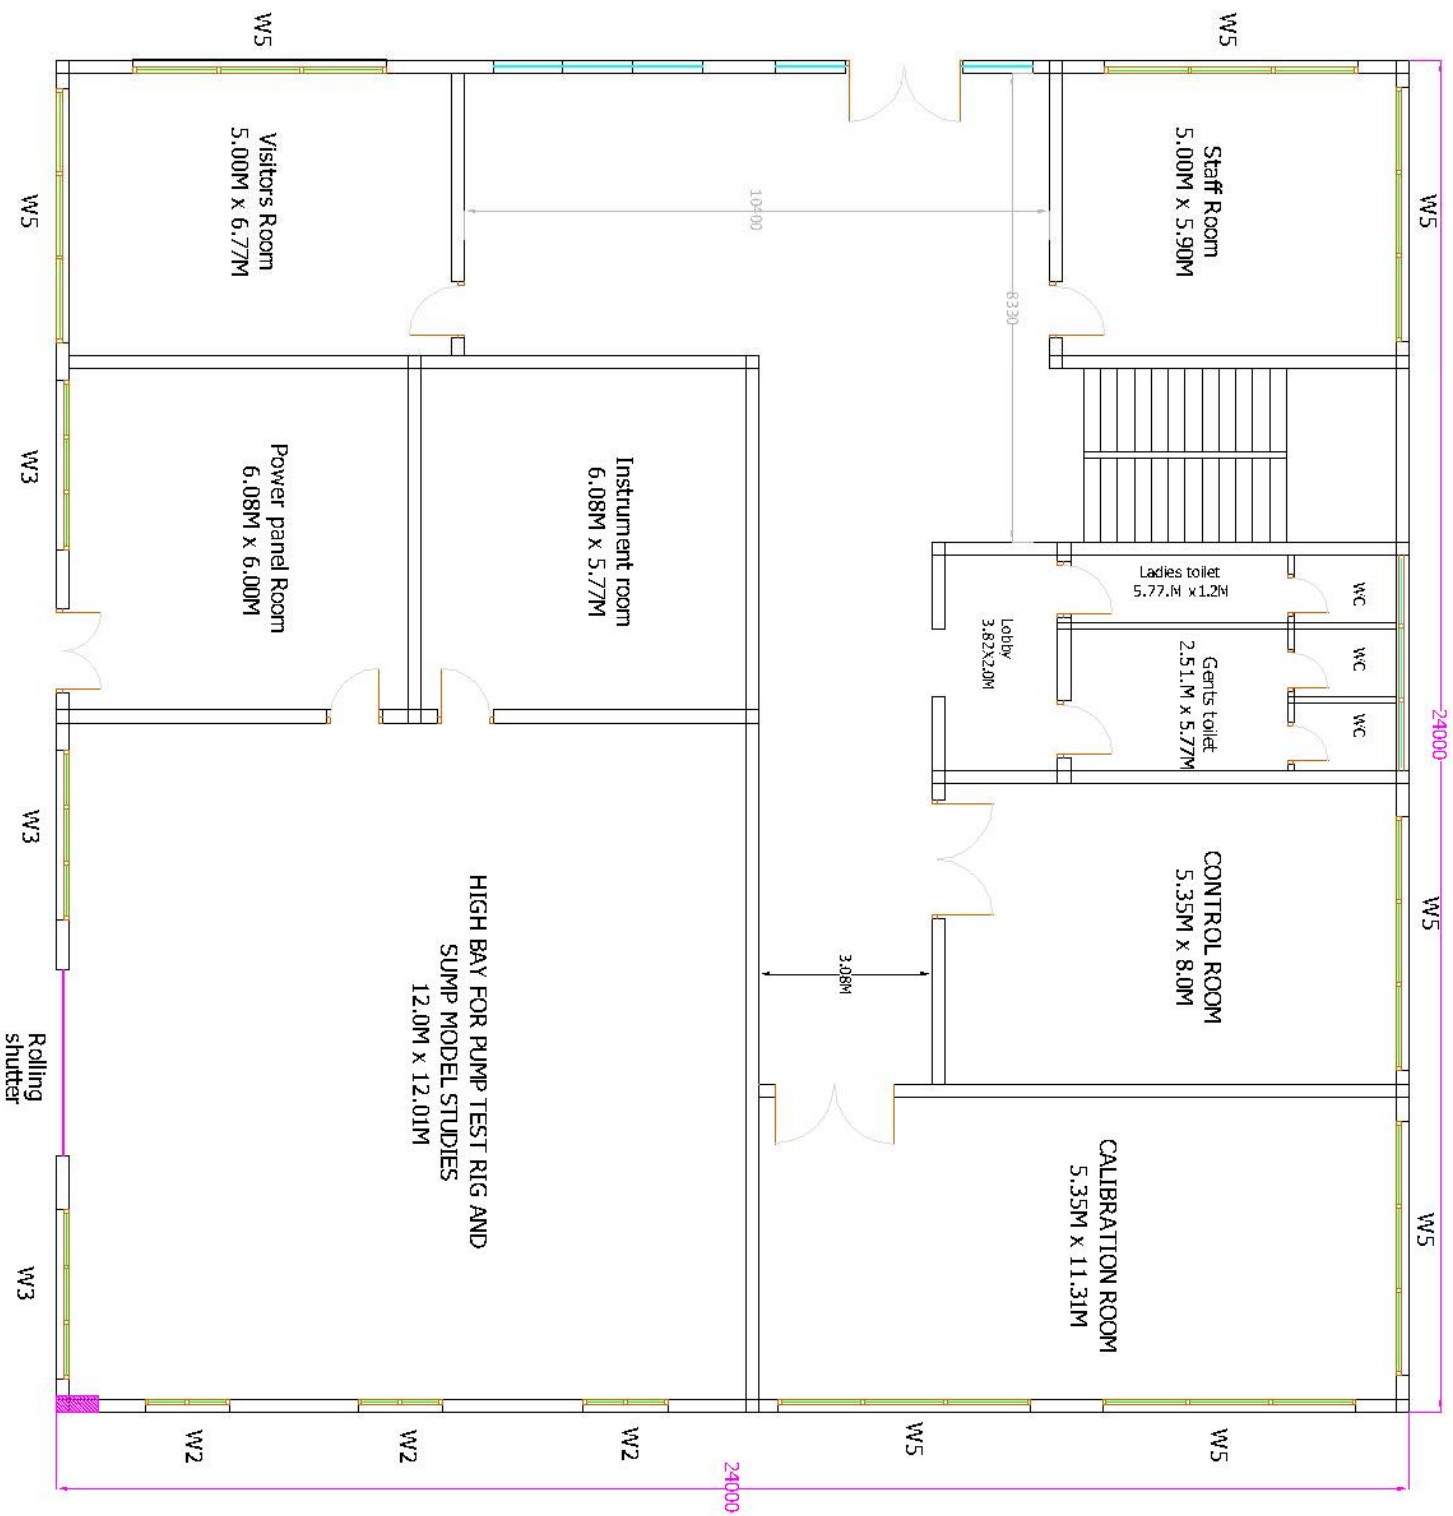 W5
W5
Visitors Room
5.00M x 6.77M
Staff Room
5.00M x 5.90M
W5
W5
10400
8330
Power panel Room
6.08M x 6.00M
Instrument room
6.08M x 5.77M
W3
Ladies toilet
5.77.M x1.2M
WC
Lobby
3.82X2.0M
Gents toilet
2.51.M x 5.77M
WC
WC
24000
W3
HIGH BAY FOR PUMP TEST RIG AND
SUMP MODEL STUDIES
12.0M x 12.01M
3.08M
CONTROL ROOM
5.35M x 8.0M
W5
Rolling
shutter
CALIBRATION ROOM
5.35M x 11.31M
W5
W3
W2
W2
W2
W5
W5
24000